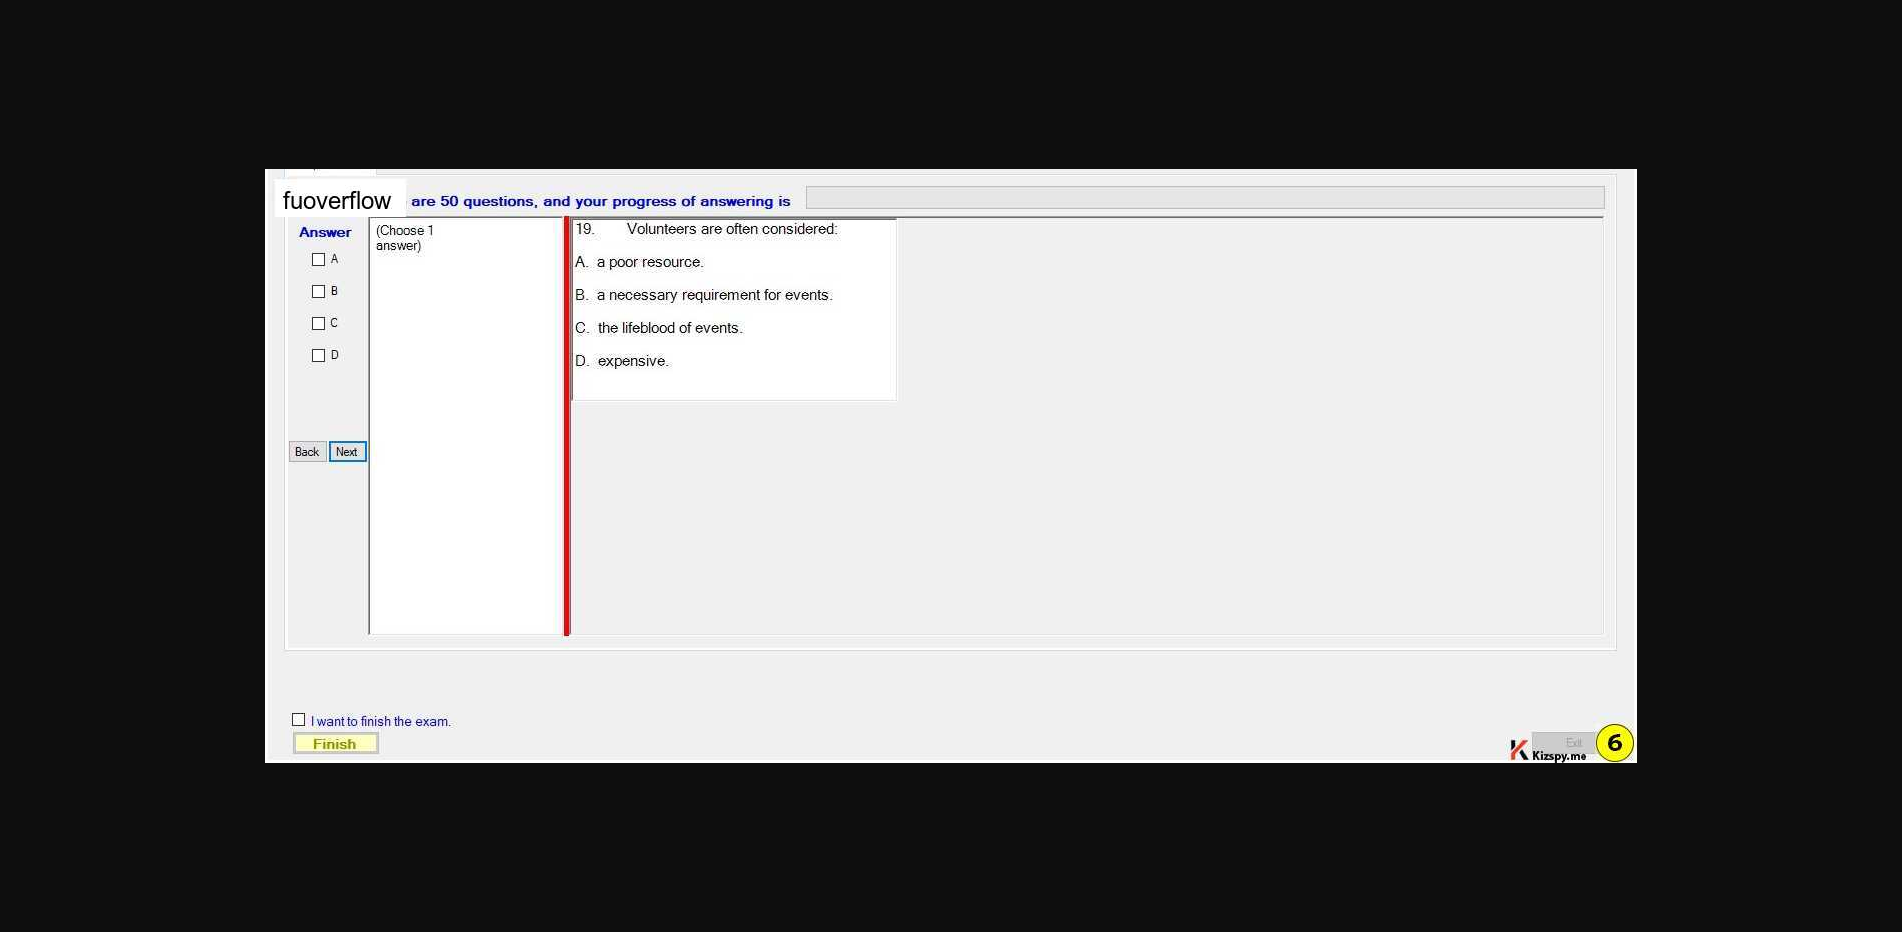 fuoverflow are 50 questions, and your progress of answering is
Answer
(Choose 1
answer)
A
B
C
D
Back Next
19. Volunteers are often considered:
A. a poor resource.
B. a necessary requirement for events.
C. the lifeblood of events.
D. expensive.
I want to finish the exam.
Finish
Exit
Kizspy.me
6